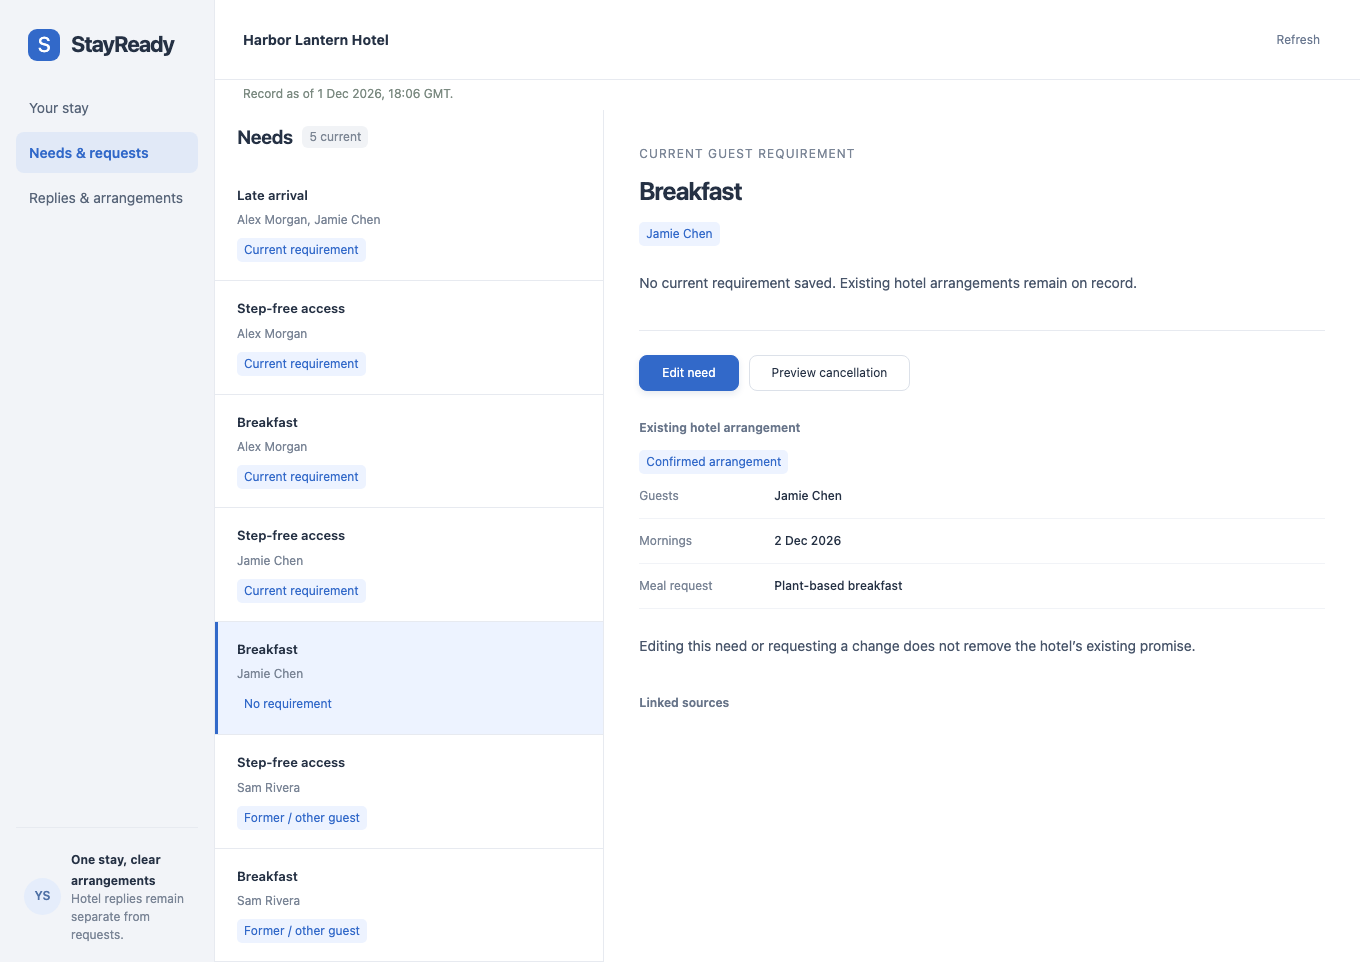 S StayReady
Your stay
Needs & requests
Replies & arrangements
YS
One stay, clear
arrangements
Hotel replies remain
separate from
requests.
Harbor Lantern Hotel
Refresh
Record as of 1 Dec 2026, 18:06 GMT.
Needs 5 current
Late arrival
Alex Morgan, Jamie Chen
Current requirement
Step-free access
Alex Morgan
Current requirement
Breakfast
Alex Morgan
Current requirement
Step-free access
Jamie Chen
Current requirement
Breakfast
Jamie Chen
No requirement
Step-free access
Sam Rivera
Former / other guest
Breakfast
Sam Rivera
Former / other guest
CURRENT GUEST REQUIREMENT
Breakfast
Jamie Chen
No current requirement saved. Existing hotel arrangements remain on record.
Edit need Preview cancellation
Existing hotel arrangement
Confirmed arrangement
Guests Jamie Chen
Mornings 2 Dec 2026
Meal request Plant-based breakfast
Editing this need or requesting a change does not remove the hotel's existing promise.
Linked sources